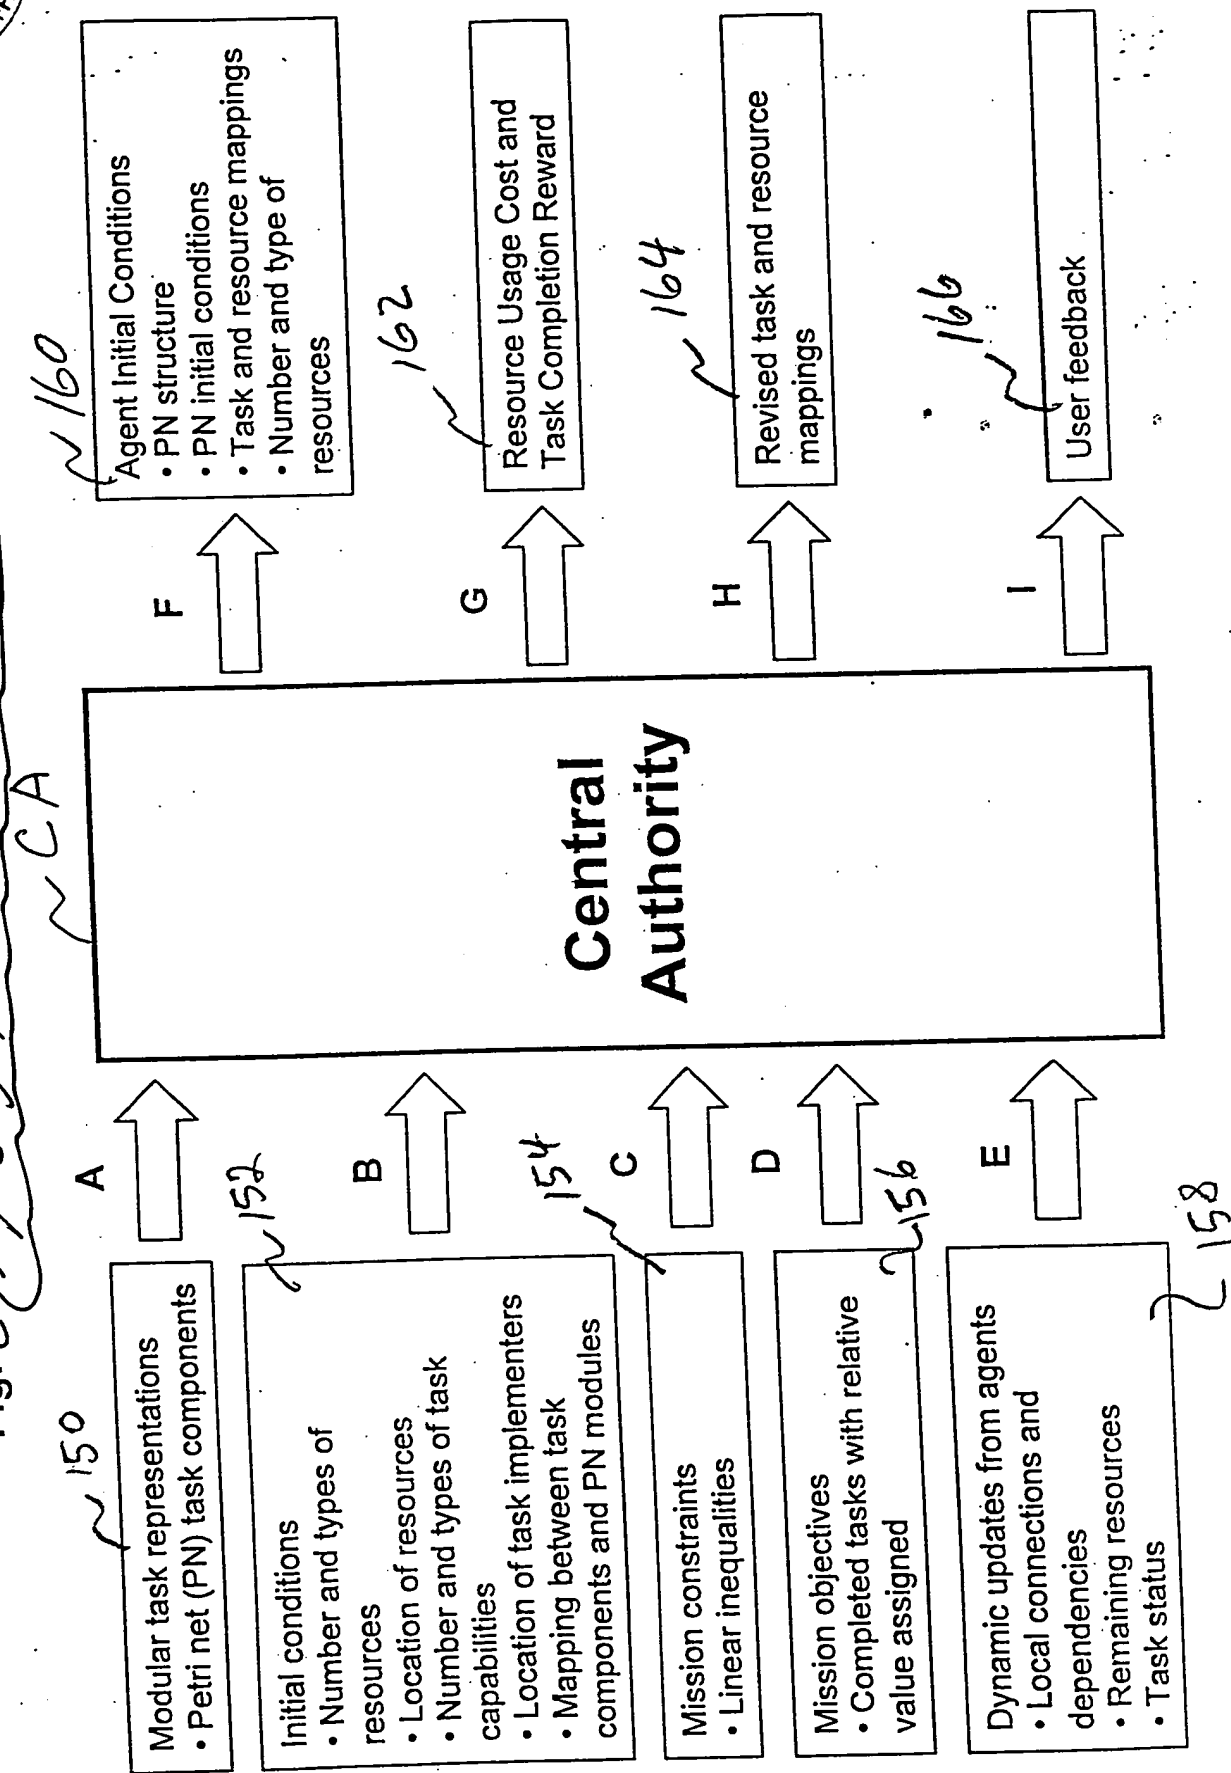 CA
150
Modular task representations
• Petri net (PN) task components
A
152
Initial conditions
• Number and types of
resources
• Location of resources
• Number and types of task
capabilities
• Location of task implementers
• Mapping between task
components and PN modules
B
154
Mission constraints
• Linear inequalities
C
Mission objectives
• Completed tasks with relative
value assigned
D
156
Dynamic updates from agents
• Local connections and
dependencies
• Remaining resources
• Task status
E
158
Central
Authority
F
160
Agent Initial Conditions
• PN structure
• PN initial conditions
• Task and resource mappings
• Number and type of
resources
G
162
Resource Usage Cost and
Task Completion Reward
H
164
Revised task and resource
mappings
I
166
User feedback